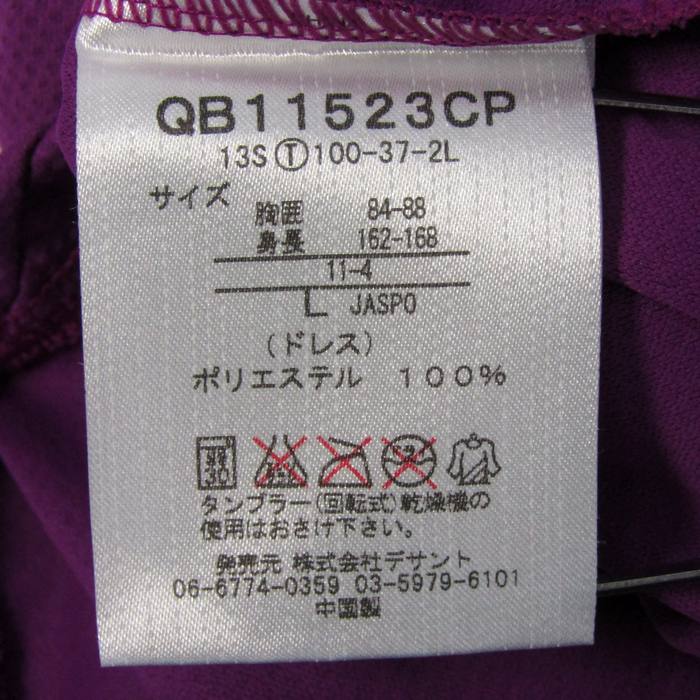 QB11523CP
13S Ⓣ 100-37-2L
サイズ
胸囲 84-88
身長 162-168
11-4
L JASPO
(ドレス)
ポリエステル 100%
弱
30
タンブラー(回転式)乾燥機の
使用はおさけ下さい。
発売元 株式会社デサント
06-6774-0359 03-5979-6101
中国製